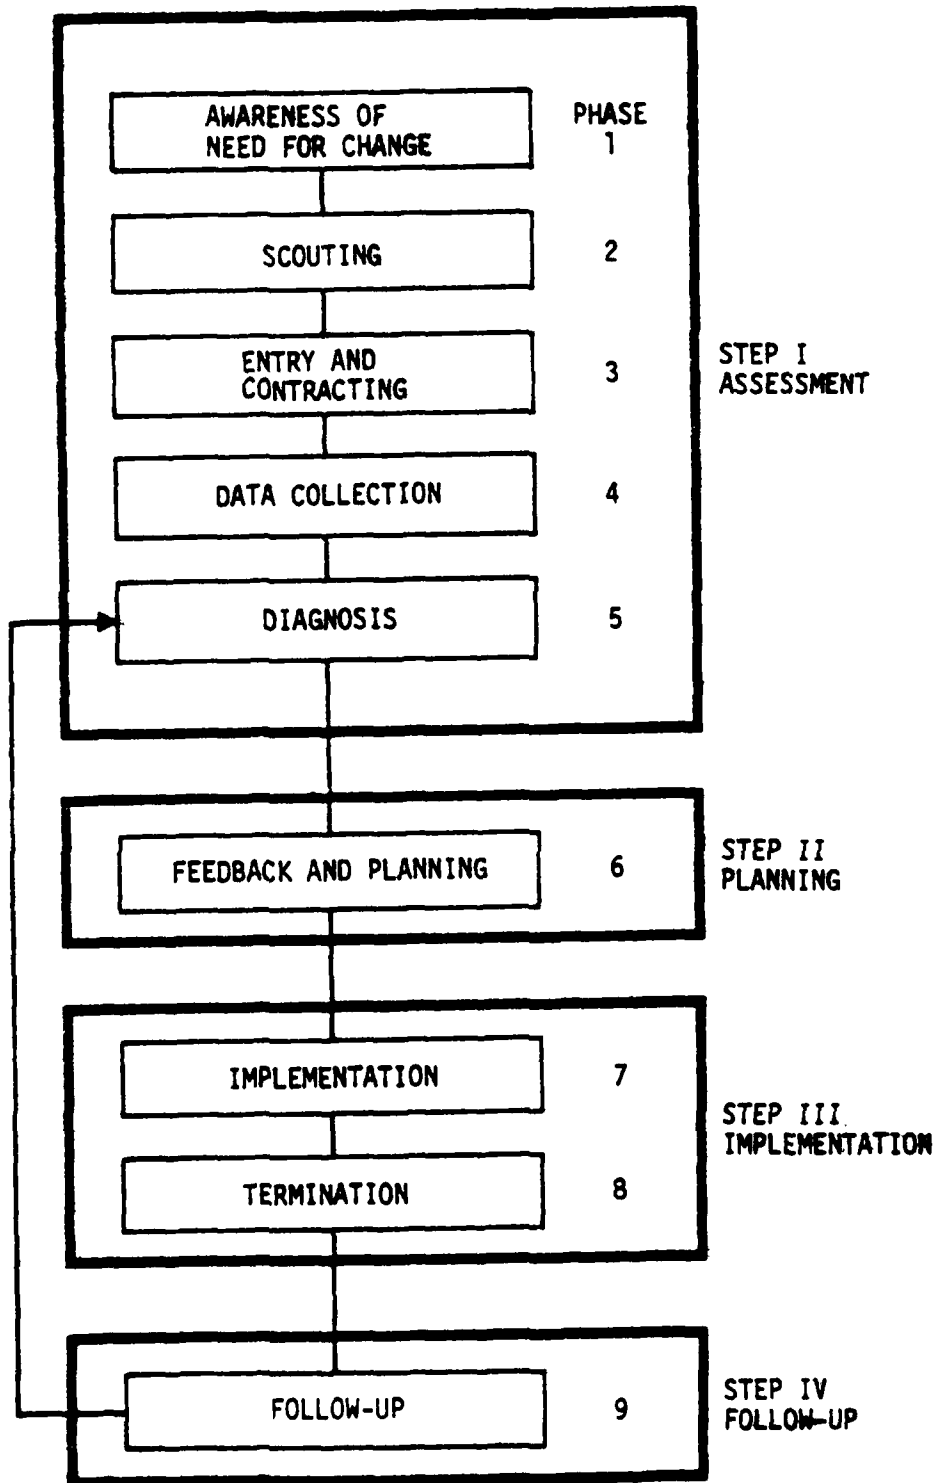 AWARENESS OF
NEED FOR CHANGE
PHASE
1
SCOUTING
2
ENTRY AND
CONTRACTING
3
STEP I
ASSESSMENT
DATA COLLECTION
4
DIAGNOSIS
5
FEEDBACK AND PLANNING
6
STEP II
PLANNING
IMPLEMENTATION
7
STEP III
IMPLEMENTATION
TERMINATION
8
FOLLOW-UP
9
STEP IV
FOLLOW-UP